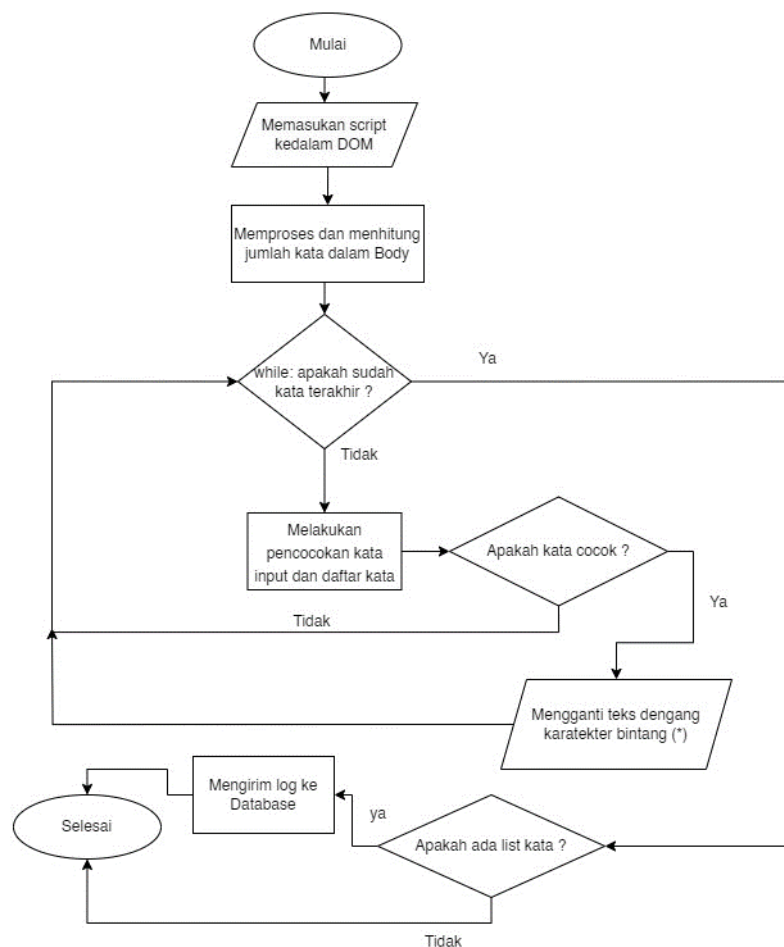 Mulai
Memasukan script
kedalam DOM
Memproses dan menhitung
jumlah kata dalam Body
while: apakah sudah
kata terakhir ?
Ya
Tidak
Melakukan
pencocokan kata
input dan daftar kata
Apakah kata cocok ?
Ya
Tidak
Mengganti teks dengang
karatekter bintang (*)
Mengirim log ke
Database
Selesai
ya
Apakah ada list kata ?
Tidak